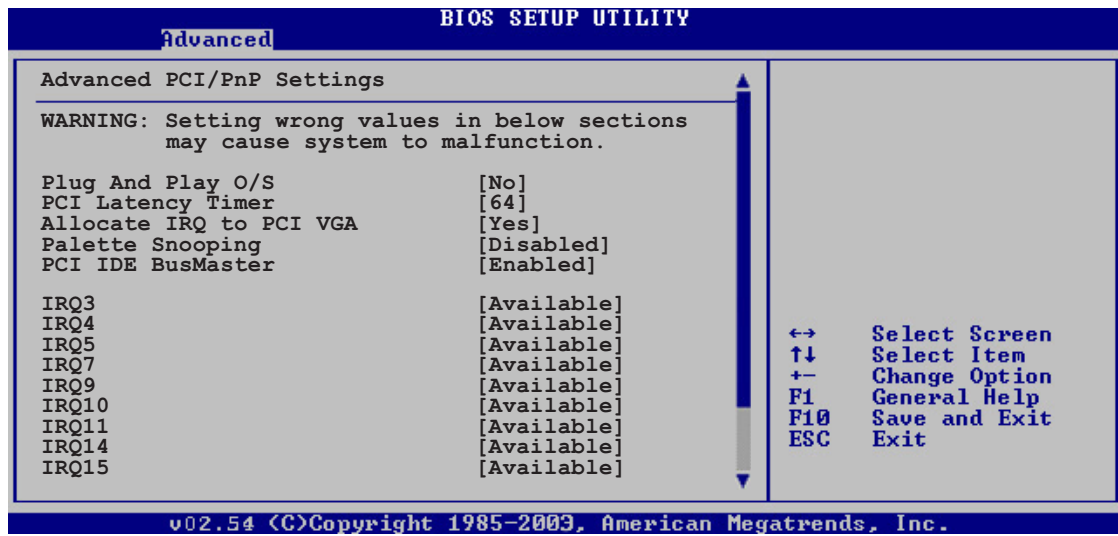 BIOS SETUP UTILITY
Advanced
Advanced PCI/PnP Settings
WARNING: Setting wrong values in below sections
may cause system to malfunction.
Plug And Play O/S [No]
PCI Latency Timer [64]
Allocate IRQ to PCI VGA [Yes]
Palette Snooping [Disabled]
PCI IDE BusMaster [Enabled]
IRQ3 [Available]
IRQ4 [Available]
IRQ5 [Available]
IRQ7 [Available]
IRQ9 [Available]
IRQ10 [Available]
IRQ11 [Available]
IRQ14 [Available]
IRQ15 [Available]
←→ Select Screen
↑↓ Select Item
+- Change Option
F1 General Help
F10 Save and Exit
ESC Exit
v02.54 (C)Copyright 1985-2003, American Megatrends, Inc.